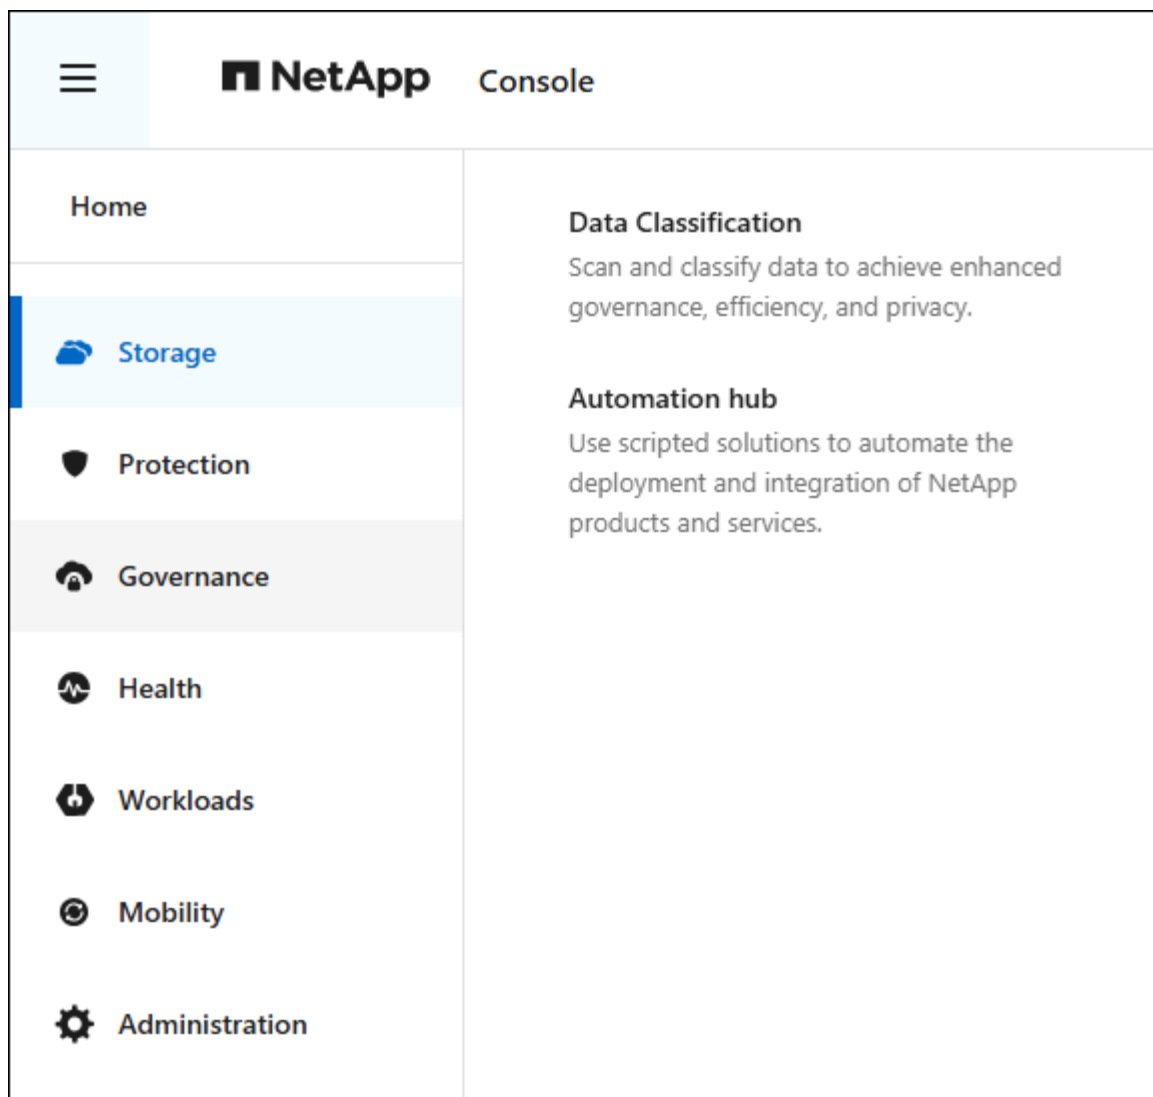 NetApp Console
Home
Storage
Protection
Governance
Health
Workloads
Mobility
Administration
Data Classification
Scan and classify data to achieve enhanced
governance, efficiency, and privacy.
Automation hub
Use scripted solutions to automate the
deployment and integration of NetApp
products and services.